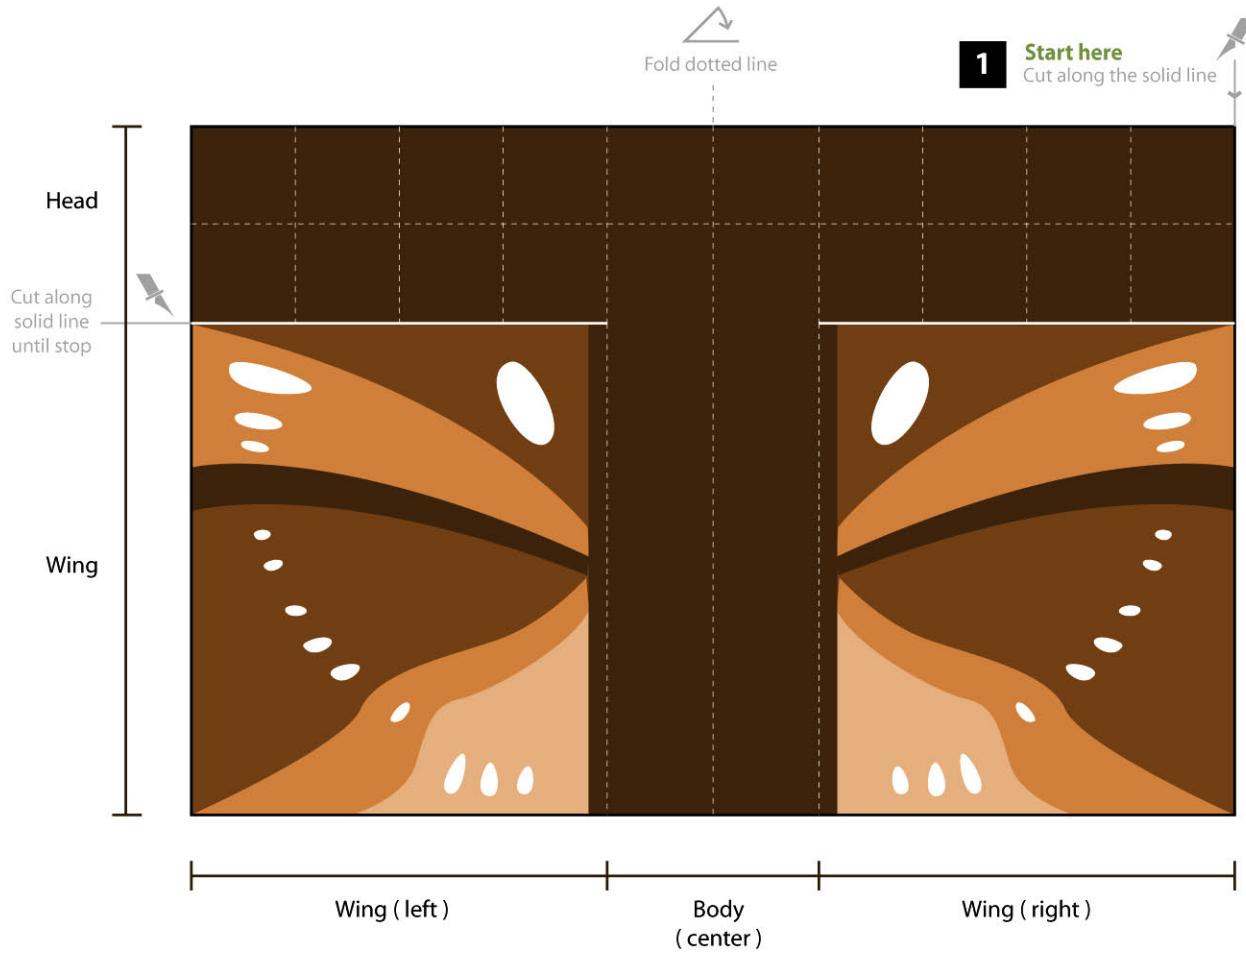 Fold dotted line
1
Start here
Cut along the solid line
Head
Cut along
solid line
until stop
Wing
Wing ( left )
Body
( center )
Wing ( right )